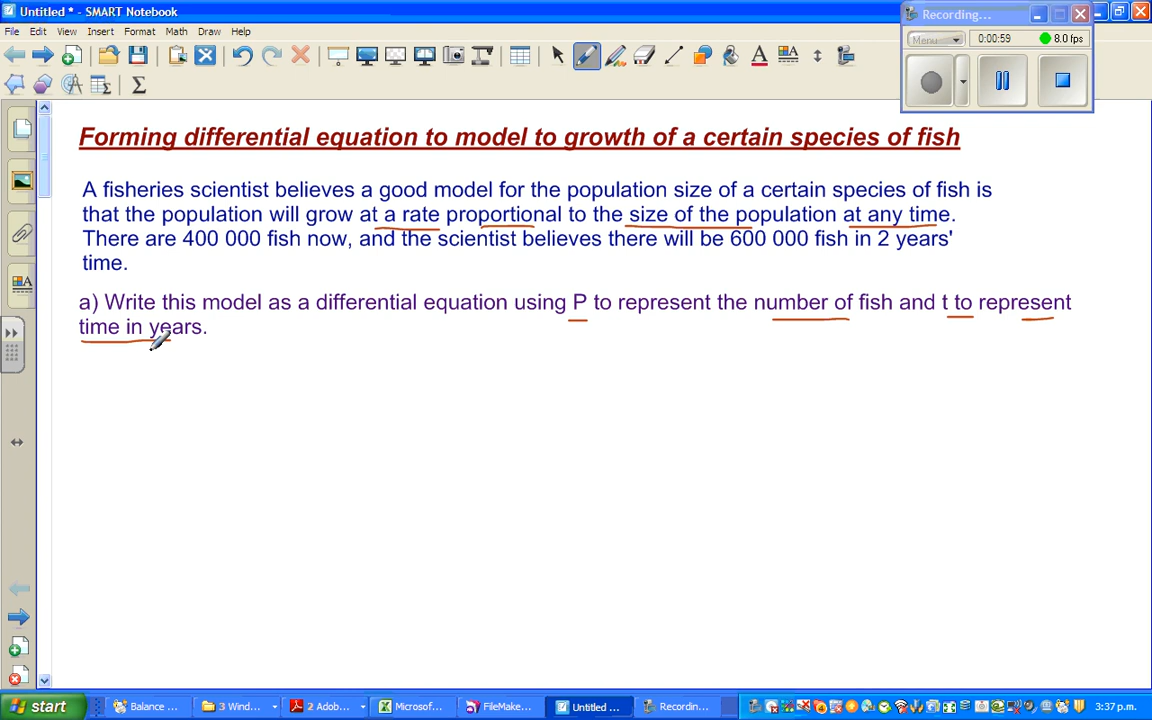 Untitled * - SMART Notebook
Recording...
File Edit View Insert Format Math Draw Help
Menu 0:00:59 8.0 fps
Forming differential equation to model to growth of a certain species of fish
A fisheries scientist believes a good model for the population size of a certain species of fish is
that the population will grow at a rate proportional to the size of the population at any time.
There are 400 000 fish now, and the scientist believes there will be 600 000 fish in 2 years'
time.
a) Write this model as a differential equation using P to represent the number of fish and t to represent
time in years.
start Balance ... 3 Wind... 2 Adob... Microsof... FileMake... Untitled ... Recordin... 3:37 p.m.